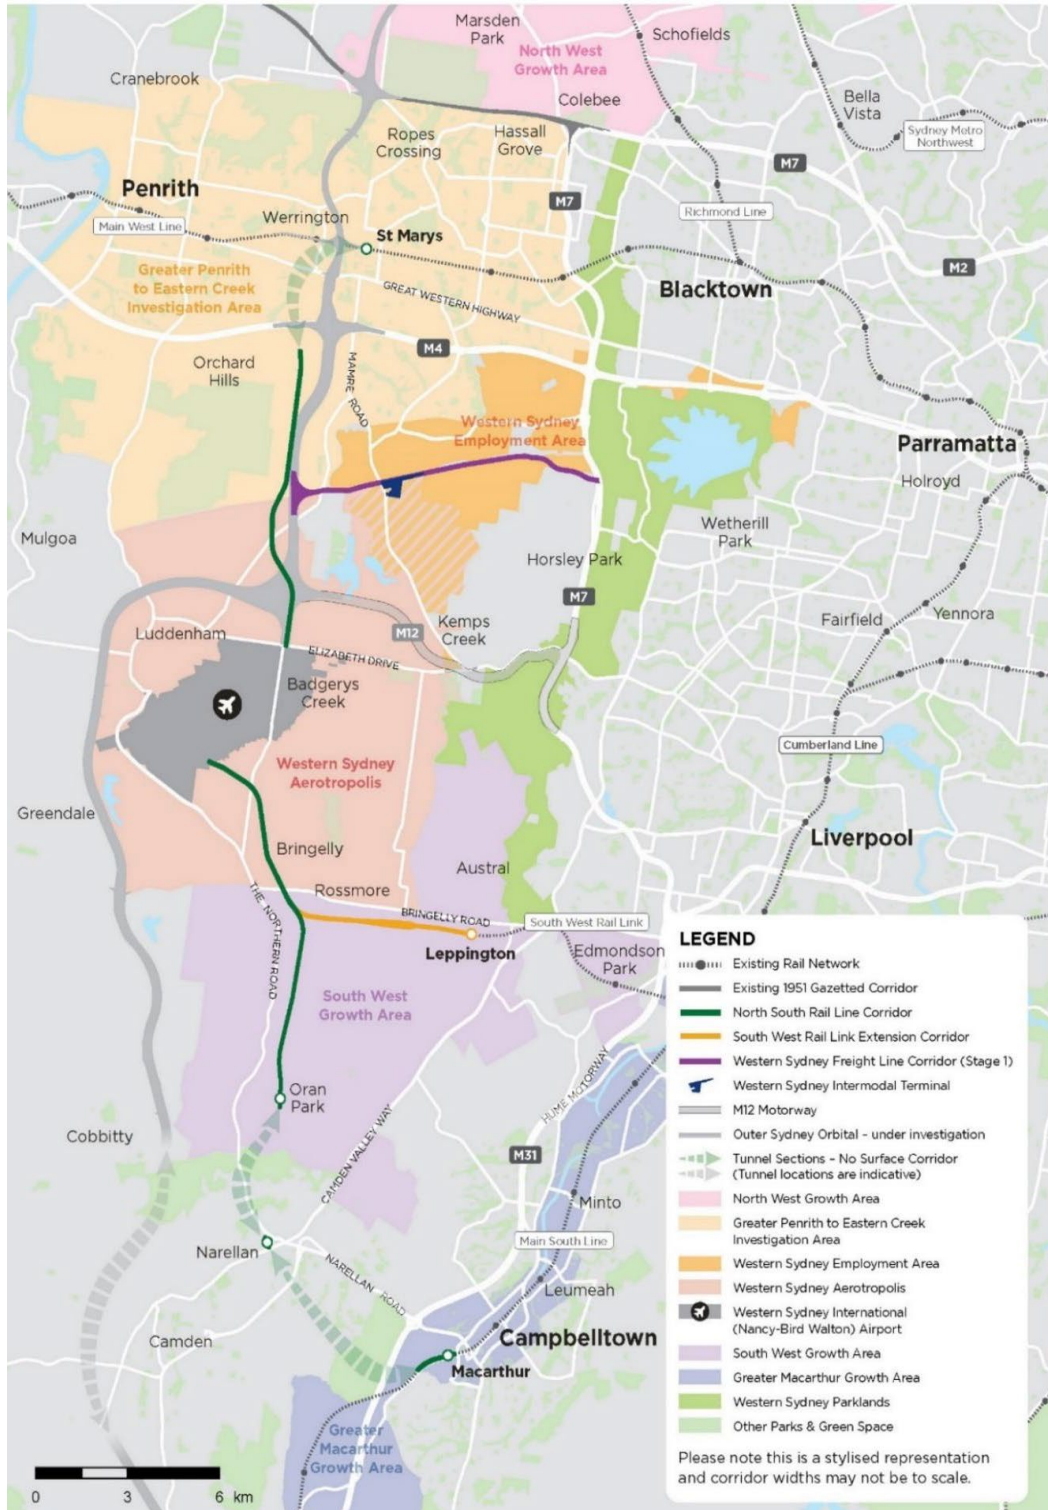 Marsden
Park
Schofields
North West
Growth Area
Cranebrook
Colebee
Bella
Vista
Ropes
Crossing
Hassall
Grove
Sydney Metro
Northwest
M7
Penrith
M7
Richmond Line
Main West Line
Werrington
St Marys
M2
Greater Penrith
to Eastern Creek
Investigation Area
GREAT WESTERN HIGHWAY
Blacktown
M4
Orchard
Hills
MAMRE ROAD
Western Sydney
Employment Area
Parramatta
Holroyd
Mulgoa
Wetherill
Park
Horsley Park
M7
Kemps
Creek
Fairfield
Yennora
Luddenham
M12
ELIZABETH DRIVE
Badgerys
Creek
Cumberland Line
Western Sydney
Aerotropolis
Greendale
Liverpool
Bringelly
Austral
Rossmore
THE NORTHERN ROAD
BRINGELLY ROAD
South West Rail Link
Leppington
Edmondson
Park
South West
Growth Area
Oran
Park
HUME MOTORWAY
Cobbitty
CAMDEN VALLEY WAY
M31
Minto
Main South Line
Narellan
NARELLAN ROAD
Leumeah
Camden
Campbelltown
Macarthur
Greater
Macarthur
Growth Area
0 3 6 km
LEGEND
Existing Rail Network
Existing 1951 Gazetted Corridor
North South Rail Line Corridor
South West Rail Link Extension Corridor
Western Sydney Freight Line Corridor (Stage 1)
Western Sydney Intermodal Terminal
M12 Motorway
Outer Sydney Orbital - under investigation
Tunnel Sections - No Surface Corridor
(Tunnel locations are indicative)
North West Growth Area
Greater Penrith to Eastern Creek
Investigation Area
Western Sydney Employment Area
Western Sydney Aerotropolis
Western Sydney International
(Nancy-Bird Walton) Airport
South West Growth Area
Greater Macarthur Growth Area
Western Sydney Parklands
Other Parks & Green Space
Please note this is a stylised representation
and corridor widths may not be to scale.